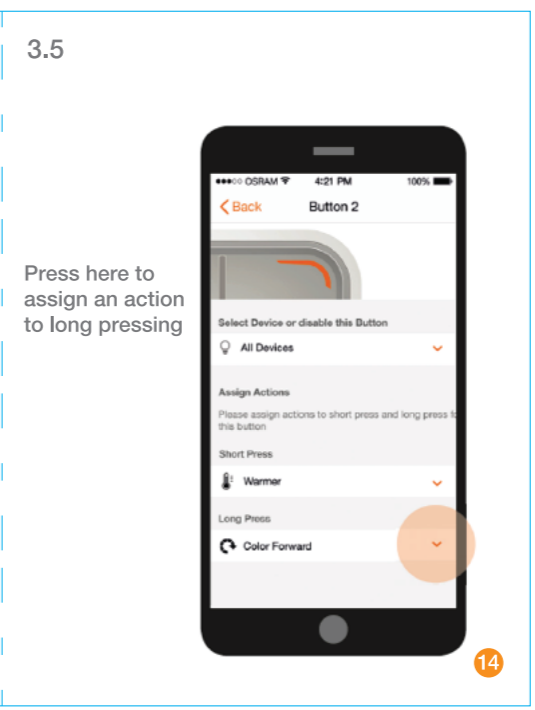 3.5
OSRAM 4:21 PM 100%
Back Button 2
Press here to
assign an action
to long pressing
Select Device or disable this Button
All Devices
Assign Actions
Please assign actions to short press and long press fo
this button
Short Press
Warmer
Long Press
Color Forward
14